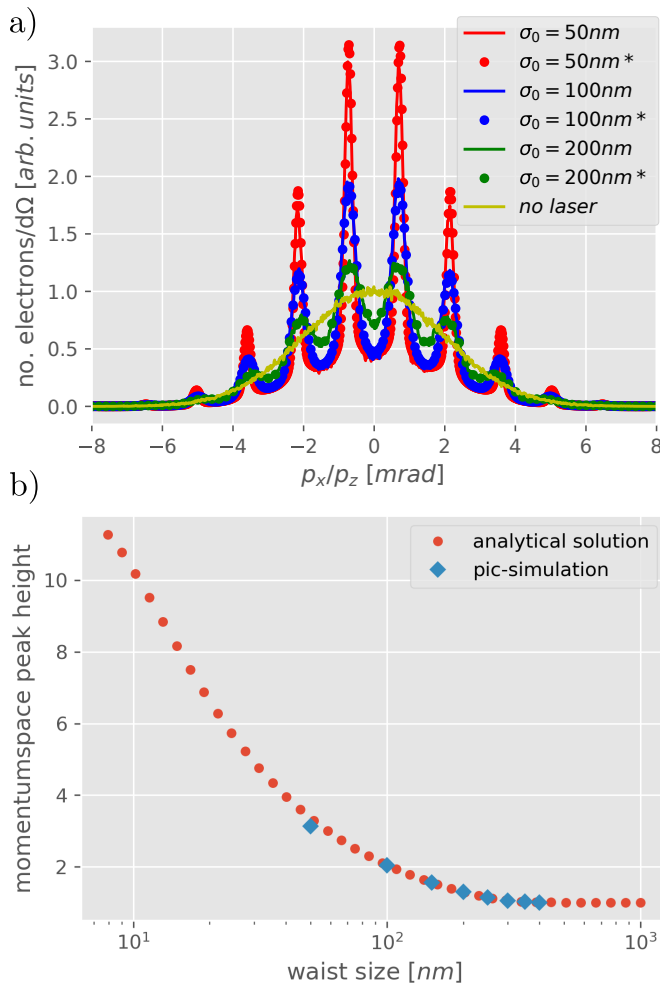 a)
σ₀ = 50nm
σ₀ = 50nm *
σ₀ = 100nm
σ₀ = 100nm *
σ₀ = 200nm
σ₀ = 200nm *
no laser
no. electrons/dΩ [arb. units]
3.0
2.5
2.0
1.5
1.0
0.5
0.0
−8 −6 −4 −2 0 2 4 6 8
pₓ/p_z [mrad]
b)
analytical solution
pic-simulation
momentumspace peak height
10
8
6
4
2
10¹ 10² 10³
waist size [nm]